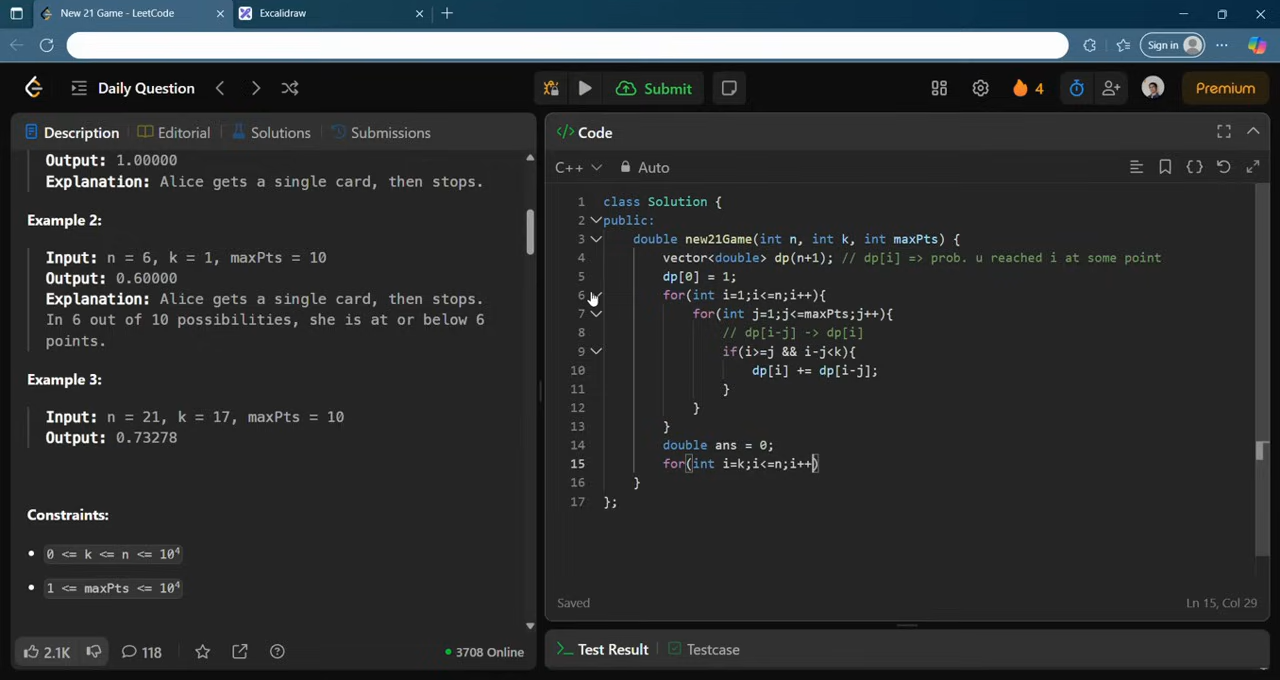 New 21 Game - LeetCode
Excalidraw
Sign in
Daily Question
Submit
4
Premium
Description
Editorial
Solutions
Submissions
Code
C++
Auto
Output: 1.00000
Explanation: Alice gets a single card, then stops.
Example 2:
Input: n = 6, k = 1, maxPts = 10
Output: 0.60000
Explanation: Alice gets a single card, then stops.
In 6 out of 10 possibilities, she is at or below 6
points.
Example 3:
Input: n = 21, k = 17, maxPts = 10
Output: 0.73278
Constraints:
0 <= k <= n <= 10⁴
1 <= maxPts <= 10⁴
2.1K
118
3708 Online
1 class Solution {
2 public:
3 double new21Game(int n, int k, int maxPts) {
4 vector<double> dp(n+1); // dp[i] => prob. u reached i at some point
5 dp[0] = 1;
6 for(int i=1;i<=n;i++){
7 for(int j=1;j<=maxPts;j++){
8 // dp[i-j] -> dp[i]
9 if(i>=j && i-j<k){
10 dp[i] += dp[i-j];
11 }
12 }
13 }
14 double ans = 0;
15 for(int i=k;i<=n;i++)
16 }
17 };
Saved
Ln 15, Col 29
Test Result
Testcase